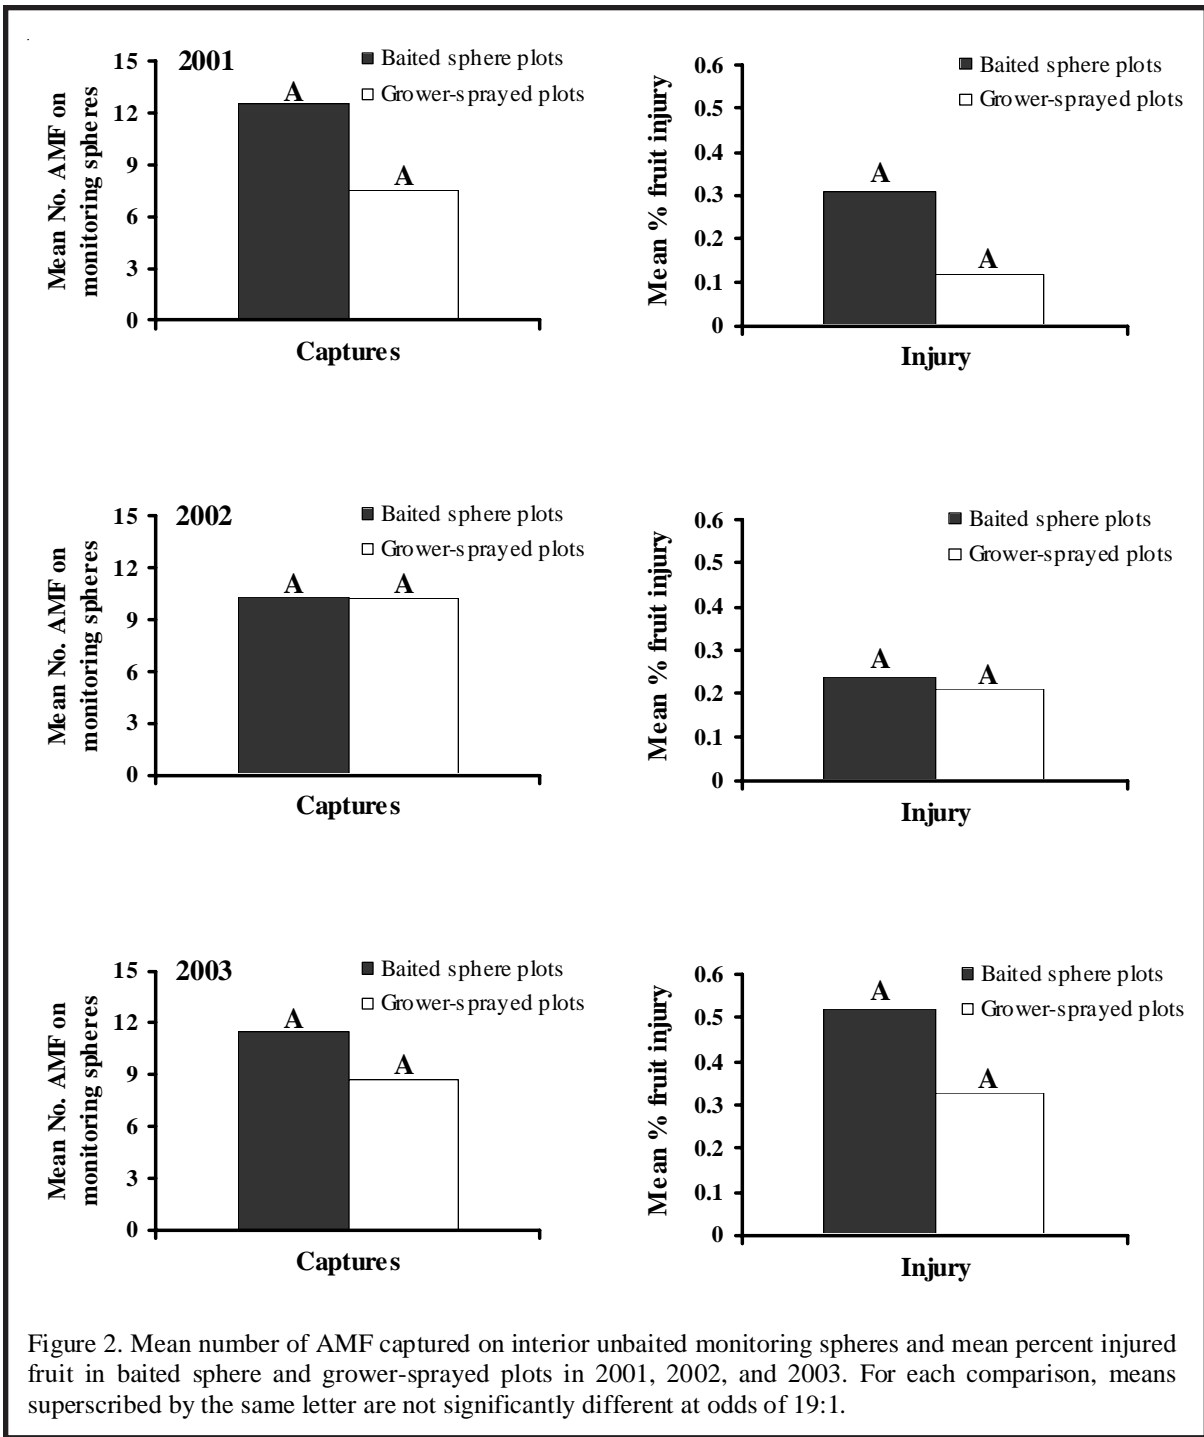 2001
Baited sphere plots
Grower-sprayed plots
Mean No. AMF on
monitoring spheres
15
12
9
6
3
0
A
A
Captures
Baited sphere plots
Grower-sprayed plots
Mean % fruit injury
0.6
0.5
0.4
0.3
0.2
0.1
0
A
A
Injury
2002
Baited sphere plots
Grower-sprayed plots
Mean No. AMF on
monitoring spheres
15
12
9
6
3
0
A
A
Captures
Baited sphere plots
Grower-sprayed plots
Mean % fruit injury
0.6
0.5
0.4
0.3
0.2
0.1
0
A
A
Injury
2003
Baited sphere plots
Grower-sprayed plots
Mean No. AMF on
monitoring spheres
15
12
9
6
3
0
A
A
Captures
Baited sphere plots
Grower-sprayed plots
Mean % fruit injury
0.6
0.5
0.4
0.3
0.2
0.1
0
A
A
Injury
Figure 2. Mean number of AMF captured on interior unbaited monitoring spheres and mean percent injured
fruit in baited sphere and grower-sprayed plots in 2001, 2002, and 2003. For each comparison, means
superscribed by the same letter are not significantly different at odds of 19:1.